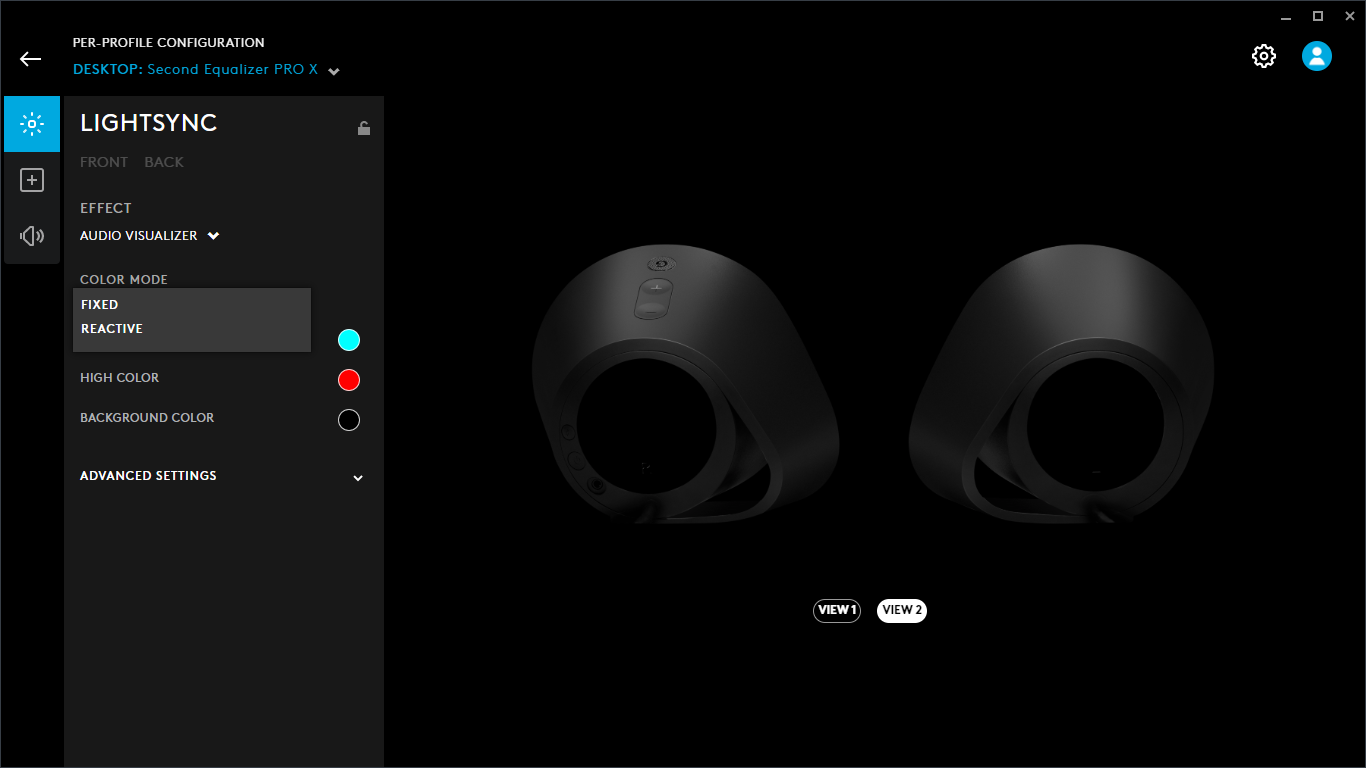 PER-PROFILE CONFIGURATION
DESKTOP: Second Equalizer PRO X
LIGHTSYNC
FRONT BACK
EFFECT
AUDIO VISUALIZER
COLOR MODE
FIXED
REACTIVE
HIGH COLOR
BACKGROUND COLOR
ADVANCED SETTINGS
VIEW 1 VIEW 2